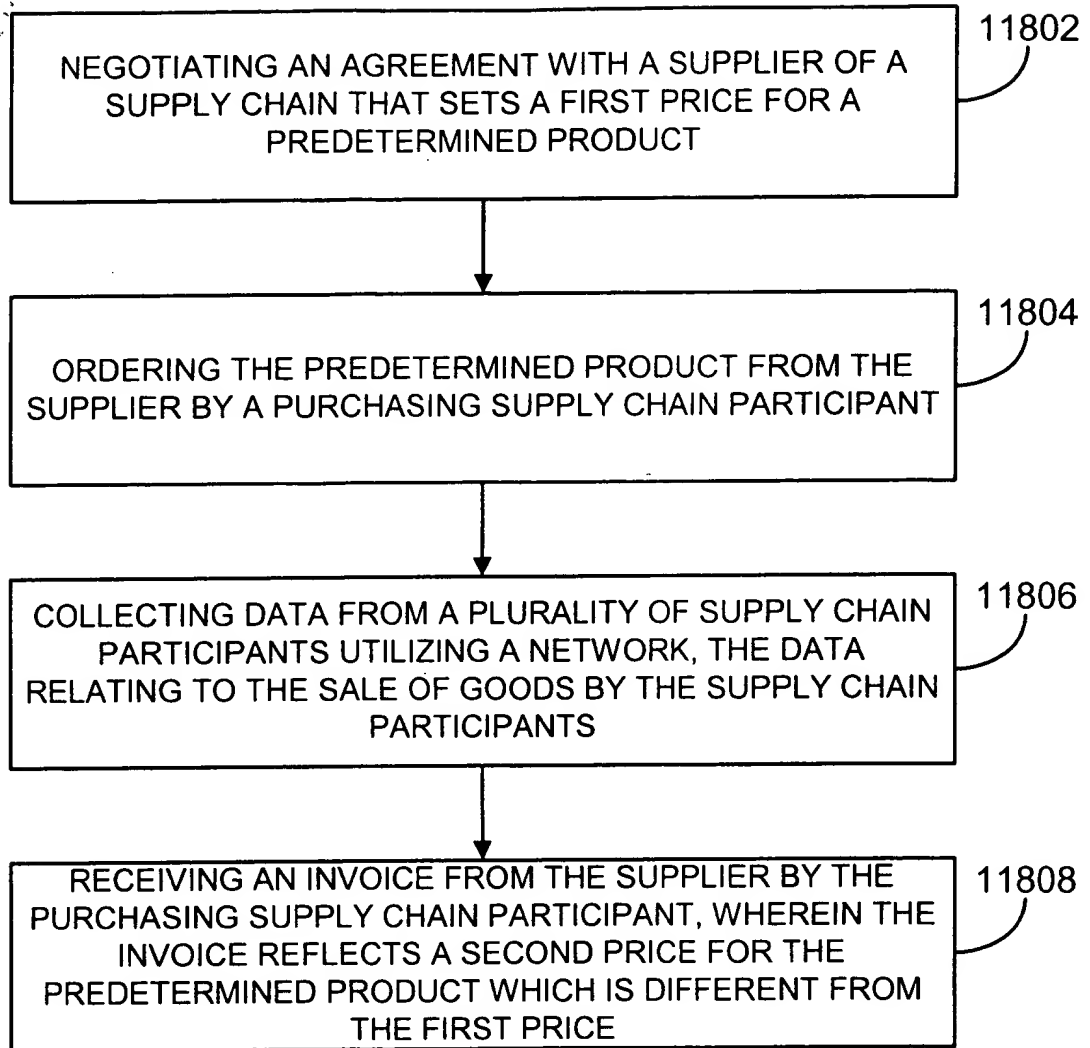 11802
NEGOTIATING AN AGREEMENT WITH A SUPPLIER OF A
SUPPLY CHAIN THAT SETS A FIRST PRICE FOR A
PREDETERMINED PRODUCT
11804
ORDERING THE PREDETERMINED PRODUCT FROM THE
SUPPLIER BY A PURCHASING SUPPLY CHAIN PARTICIPANT
11806
COLLECTING DATA FROM A PLURALITY OF SUPPLY CHAIN
PARTICIPANTS UTILIZING A NETWORK, THE DATA
RELATING TO THE SALE OF GOODS BY THE SUPPLY CHAIN
PARTICIPANTS
11808
RECEIVING AN INVOICE FROM THE SUPPLIER BY THE
PURCHASING SUPPLY CHAIN PARTICIPANT, WHEREIN THE
INVOICE REFLECTS A SECOND PRICE FOR THE
PREDETERMINED PRODUCT WHICH IS DIFFERENT FROM
THE FIRST PRICE